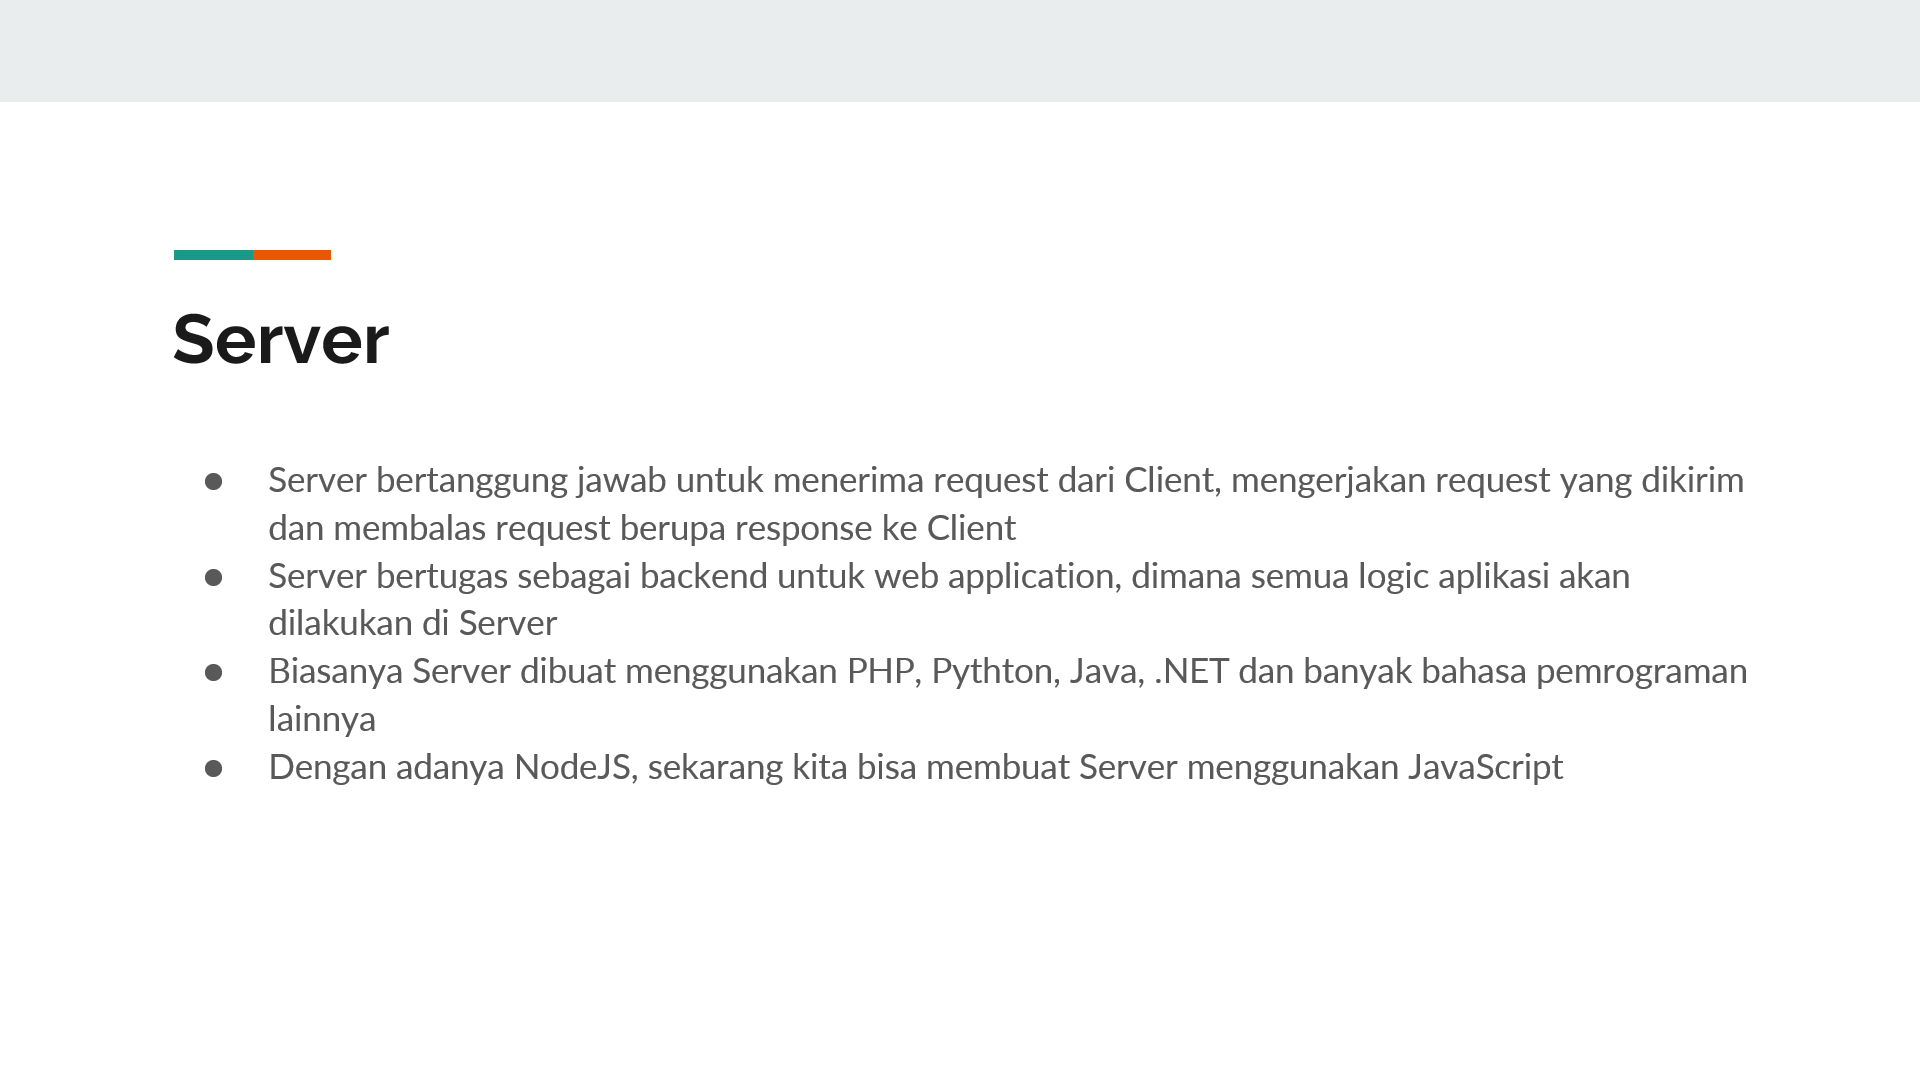 Server
● Server bertanggung jawab untuk menerima request dari Client, mengerjakan request yang dikirim
dan membalas request berupa response ke Client
● Server bertugas sebagai backend untuk web application, dimana semua logic aplikasi akan
dilakukan di Server
● Biasanya Server dibuat menggunakan PHP, Pythton, Java, .NET dan banyak bahasa pemrograman
lainnya
● Dengan adanya NodeJS, sekarang kita bisa membuat Server menggunakan JavaScript